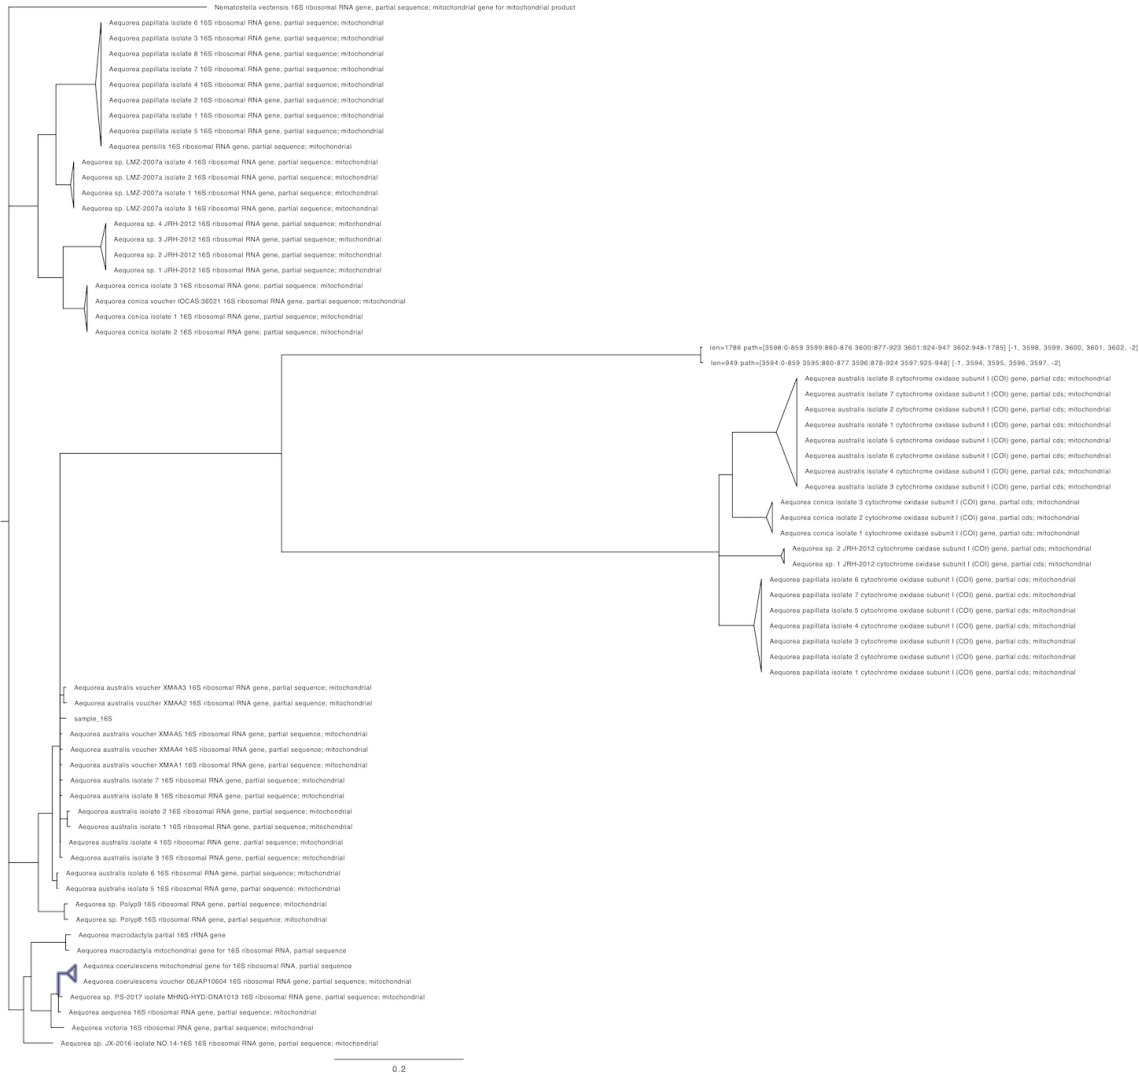 Nematostella vectensis 16S ribosomal RNA gene, partial sequence; mitochondrial gene for mitochondrial product
Aequorea papillata isolate 6 16S ribosomal RNA gene, partial sequence; mitochondrial
Aequorea papillata isolate 3 16S ribosomal RNA gene, partial sequence; mitochondrial
Aequorea papillata isolate 8 16S ribosomal RNA gene, partial sequence; mitochondrial
Aequorea papillata isolate 7 16S ribosomal RNA gene, partial sequence; mitochondrial
Aequorea papillata isolate 4 16S ribosomal RNA gene, partial sequence; mitochondrial
Aequorea papillata isolate 2 16S ribosomal RNA gene, partial sequence; mitochondrial
Aequorea papillata isolate 1 16S ribosomal RNA gene, partial sequence; mitochondrial
Aequorea papillata isolate 5 16S ribosomal RNA gene, partial sequence; mitochondrial
Aequorea pensilis 16S ribosomal RNA gene, partial sequence; mitochondrial
Aequorea sp. LMZ-2007a isolate 4 16S ribosomal RNA gene, partial sequence; mitochondrial
Aequorea sp. LMZ-2007a isolate 2 16S ribosomal RNA gene, partial sequence; mitochondrial
Aequorea sp. LMZ-2007a isolate 1 16S ribosomal RNA gene, partial sequence; mitochondrial
Aequorea sp. LMZ-2007a isolate 3 16S ribosomal RNA gene, partial sequence; mitochondrial
Aequorea sp. 4 JRH-2012 16S ribosomal RNA gene, partial sequence; mitochondrial
Aequorea sp. 3 JRH-2012 16S ribosomal RNA gene, partial sequence; mitochondrial
Aequorea sp. 2 JRH-2012 16S ribosomal RNA gene, partial sequence; mitochondrial
Aequorea sp. 1 JRH-2012 16S ribosomal RNA gene, partial sequence; mitochondrial
Aequorea conica isolate 3 16S ribosomal RNA gene, partial sequence; mitochondrial
Aequorea conica voucher IOCAS:36021 16S ribosomal RNA gene, partial sequence; mitochondrial
Aequorea conica isolate 1 16S ribosomal RNA gene, partial sequence; mitochondrial
Aequorea conica isolate 2 16S ribosomal RNA gene, partial sequence; mitochondrial
len=1786 path=[3598:0-859 3599:860-876 3600:877-923 3601:924-947 3602:948-1785] [-1, 3598, 3599, 3600, 3601, 3602, -2]
len=949 path=[3594:0-859 3595:860-877 3596:878-924 3597:925-948] [-1, 3594, 3595, 3596, 3597, -2]
Aequorea australis isolate 8 cytochrome oxidase subunit I (COI) gene, partial cds; mitochondrial
Aequorea australis isolate 7 cytochrome oxidase subunit I (COI) gene, partial cds; mitochondrial
Aequorea australis isolate 2 cytochrome oxidase subunit I (COI) gene, partial cds; mitochondrial
Aequorea australis isolate 1 cytochrome oxidase subunit I (COI) gene, partial cds; mitochondrial
Aequorea australis isolate 5 cytochrome oxidase subunit I (COI) gene, partial cds; mitochondrial
Aequorea australis isolate 6 cytochrome oxidase subunit I (COI) gene, partial cds; mitochondrial
Aequorea australis isolate 4 cytochrome oxidase subunit I (COI) gene, partial cds; mitochondrial
Aequorea australis isolate 3 cytochrome oxidase subunit I (COI) gene, partial cds; mitochondrial
Aequorea conica isolate 3 cytochrome oxidase subunit I (COI) gene, partial cds; mitochondrial
Aequorea conica isolate 2 cytochrome oxidase subunit I (COI) gene, partial cds; mitochondrial
Aequorea conica isolate 1 cytochrome oxidase subunit I (COI) gene, partial cds; mitochondrial
Aequorea sp. 2 JRH-2012 cytochrome oxidase subunit I (COI) gene, partial cds; mitochondrial
Aequorea sp. 1 JRH-2012 cytochrome oxidase subunit I (COI) gene, partial cds; mitochondrial
Aequorea papillata isolate 6 cytochrome oxidase subunit I (COI) gene, partial cds; mitochondrial
Aequorea papillata isolate 7 cytochrome oxidase subunit I (COI) gene, partial cds; mitochondrial
Aequorea papillata isolate 5 cytochrome oxidase subunit I (COI) gene, partial cds; mitochondrial
Aequorea papillata isolate 4 cytochrome oxidase subunit I (COI) gene, partial cds; mitochondrial
Aequorea papillata isolate 3 cytochrome oxidase subunit I (COI) gene, partial cds; mitochondrial
Aequorea papillata isolate 2 cytochrome oxidase subunit I (COI) gene, partial cds; mitochondrial
Aequorea papillata isolate 1 cytochrome oxidase subunit I (COI) gene, partial cds; mitochondrial
Aequorea australis voucher XMAA3 16S ribosomal RNA gene, partial sequence; mitochondrial
Aequorea australis voucher XMAA2 16S ribosomal RNA gene, partial sequence; mitochondrial
sample_16S
Aequorea australis voucher XMAA5 16S ribosomal RNA gene, partial sequence; mitochondrial
Aequorea australis voucher XMAA4 16S ribosomal RNA gene, partial sequence; mitochondrial
Aequorea australis voucher XMAA1 16S ribosomal RNA gene, partial sequence; mitochondrial
Aequorea australis isolate 7 16S ribosomal RNA gene, partial sequence; mitochondrial
Aequorea australis isolate 8 16S ribosomal RNA gene, partial sequence; mitochondrial
Aequorea australis isolate 2 16S ribosomal RNA gene, partial sequence; mitochondrial
Aequorea australis isolate 1 16S ribosomal RNA gene, partial sequence; mitochondrial
Aequorea australis isolate 4 16S ribosomal RNA gene, partial sequence; mitochondrial
Aequorea australis isolate 3 16S ribosomal RNA gene, partial sequence; mitochondrial
Aequorea australis isolate 6 16S ribosomal RNA gene, partial sequence; mitochondrial
Aequorea australis isolate 5 16S ribosomal RNA gene, partial sequence; mitochondrial
Aequorea sp. Polyp9 16S ribosomal RNA gene, partial sequence; mitochondrial
Aequorea sp. Polyp8 16S ribosomal RNA gene, partial sequence; mitochondrial
Aequorea macrodactyla partial 16S rRNA gene
Aequorea macrodactyla mitochondrial gene for 16S ribosomal RNA, partial sequence
Aequorea coerulescens mitochondrial gene for 16S ribosomal RNA, partial sequence
Aequorea coerulescens voucher 06JAP10604 16S ribosomal RNA gene, partial sequence; mitochondrial
Aequorea sp. PS-2017 isolate MHNG-HYD-DNA1013 16S ribosomal RNA gene, partial sequence; mitochondrial
Aequorea aequorea 16S ribosomal RNA gene, partial sequence; mitochondrial
Aequorea victoria 16S ribosomal RNA gene, partial sequence; mitochondrial
Aequorea sp. JX-2016 isolate NO.14-16S 16S ribosomal RNA gene, partial sequence; mitochondrial
0.2